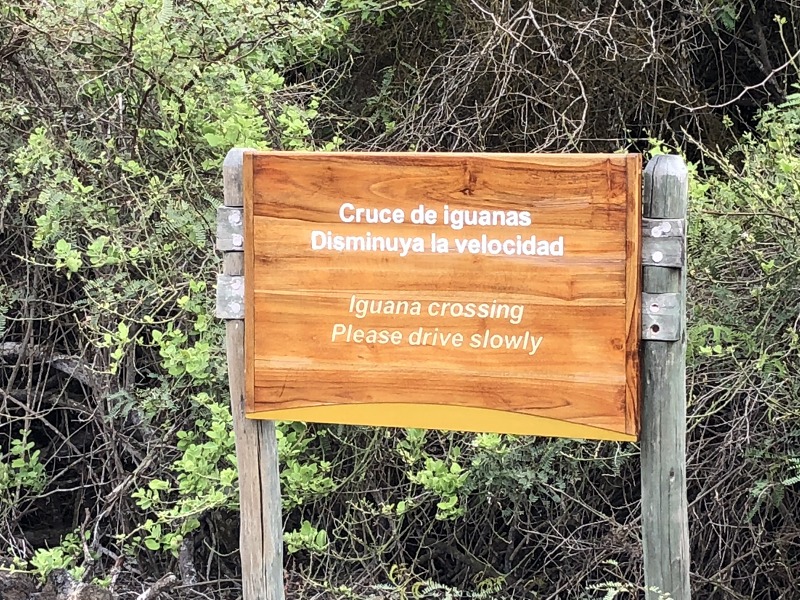 Cruce de iguanas
Disminuya la velocidad
Iguana crossing
Please drive slowly